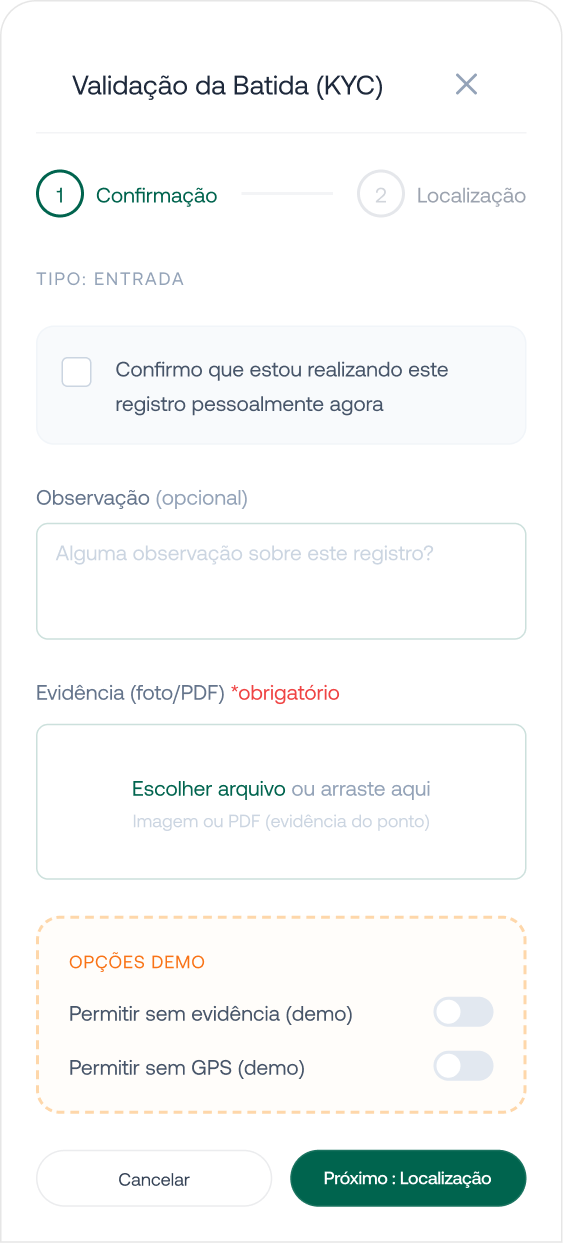 Validação da Batida (KYC)
1 Confirmação 2 Localização
TIPO: ENTRADA
Confirmo que estou realizando este
registro pessoalmente agora
Observação (opcional)
Alguma observação sobre este registro?
Evidência (foto/PDF) *obrigatório
Escolher arquivo ou arraste aqui
Imagem ou PDF (evidência do ponto)
OPÇÕES DEMO
Permitir sem evidência (demo)
Permitir sem GPS (demo)
Cancelar Próximo : Localização